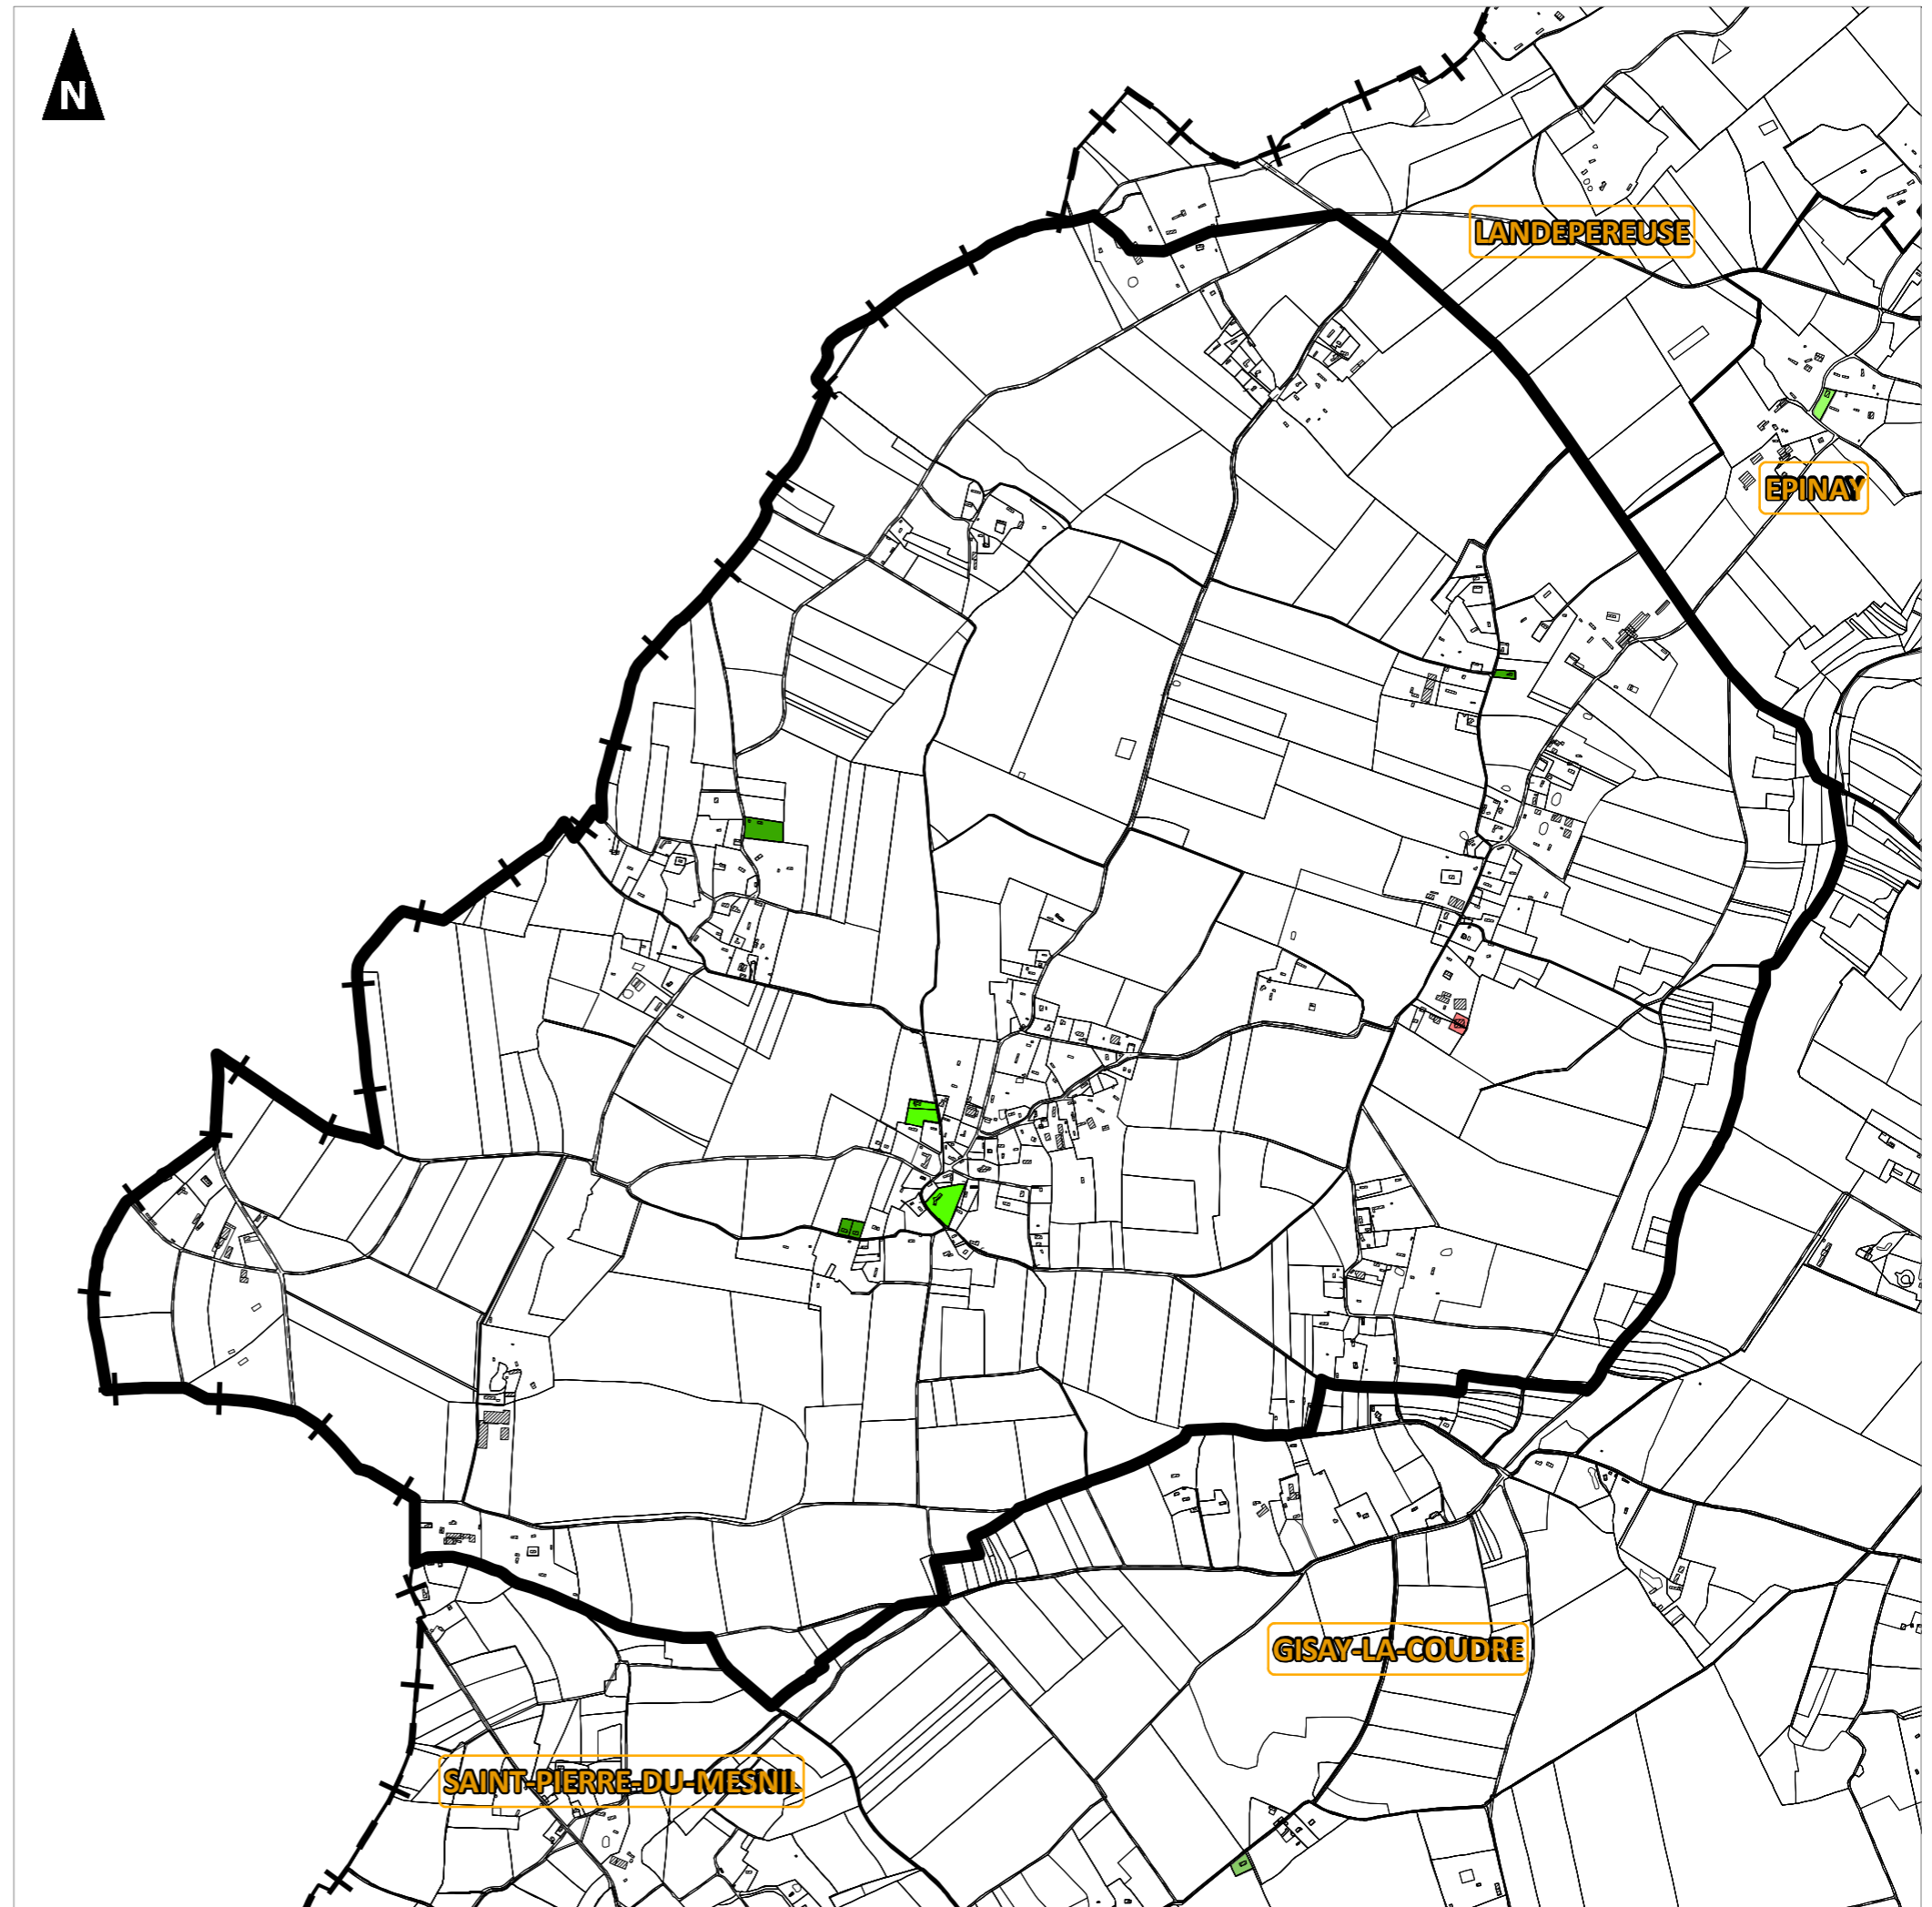 N
LANDEPEREUSE
EPINAY
GISAY-LA-COUDRE
SAINT-PIERRE-DU-MESNIL